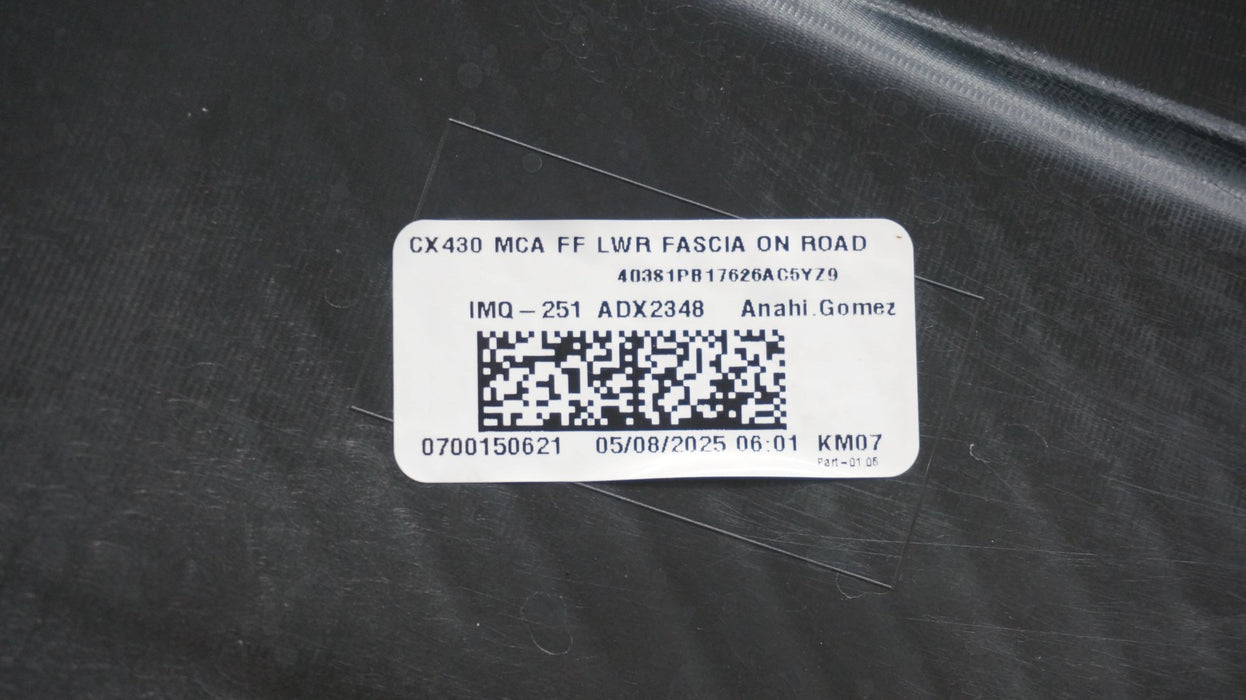 CX430 MCA FF LWR FASCIA ON ROAD
40381PB17626AC5YZ9
IMQ-251 ADX2348 Anahi.Gomez
0700150621 05/08/2025 06:01 KM07
Part-01.06